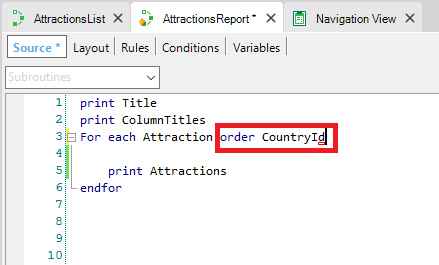 AttractionsList X AttractionsReport * X Navigation View X
Source * Layout Rules Conditions Variables
Subroutines
1 print Title
2 print ColumnTitles
3 For each Attraction order CountryId
4
5 print Attractions
6 endfor
7
8
9
10